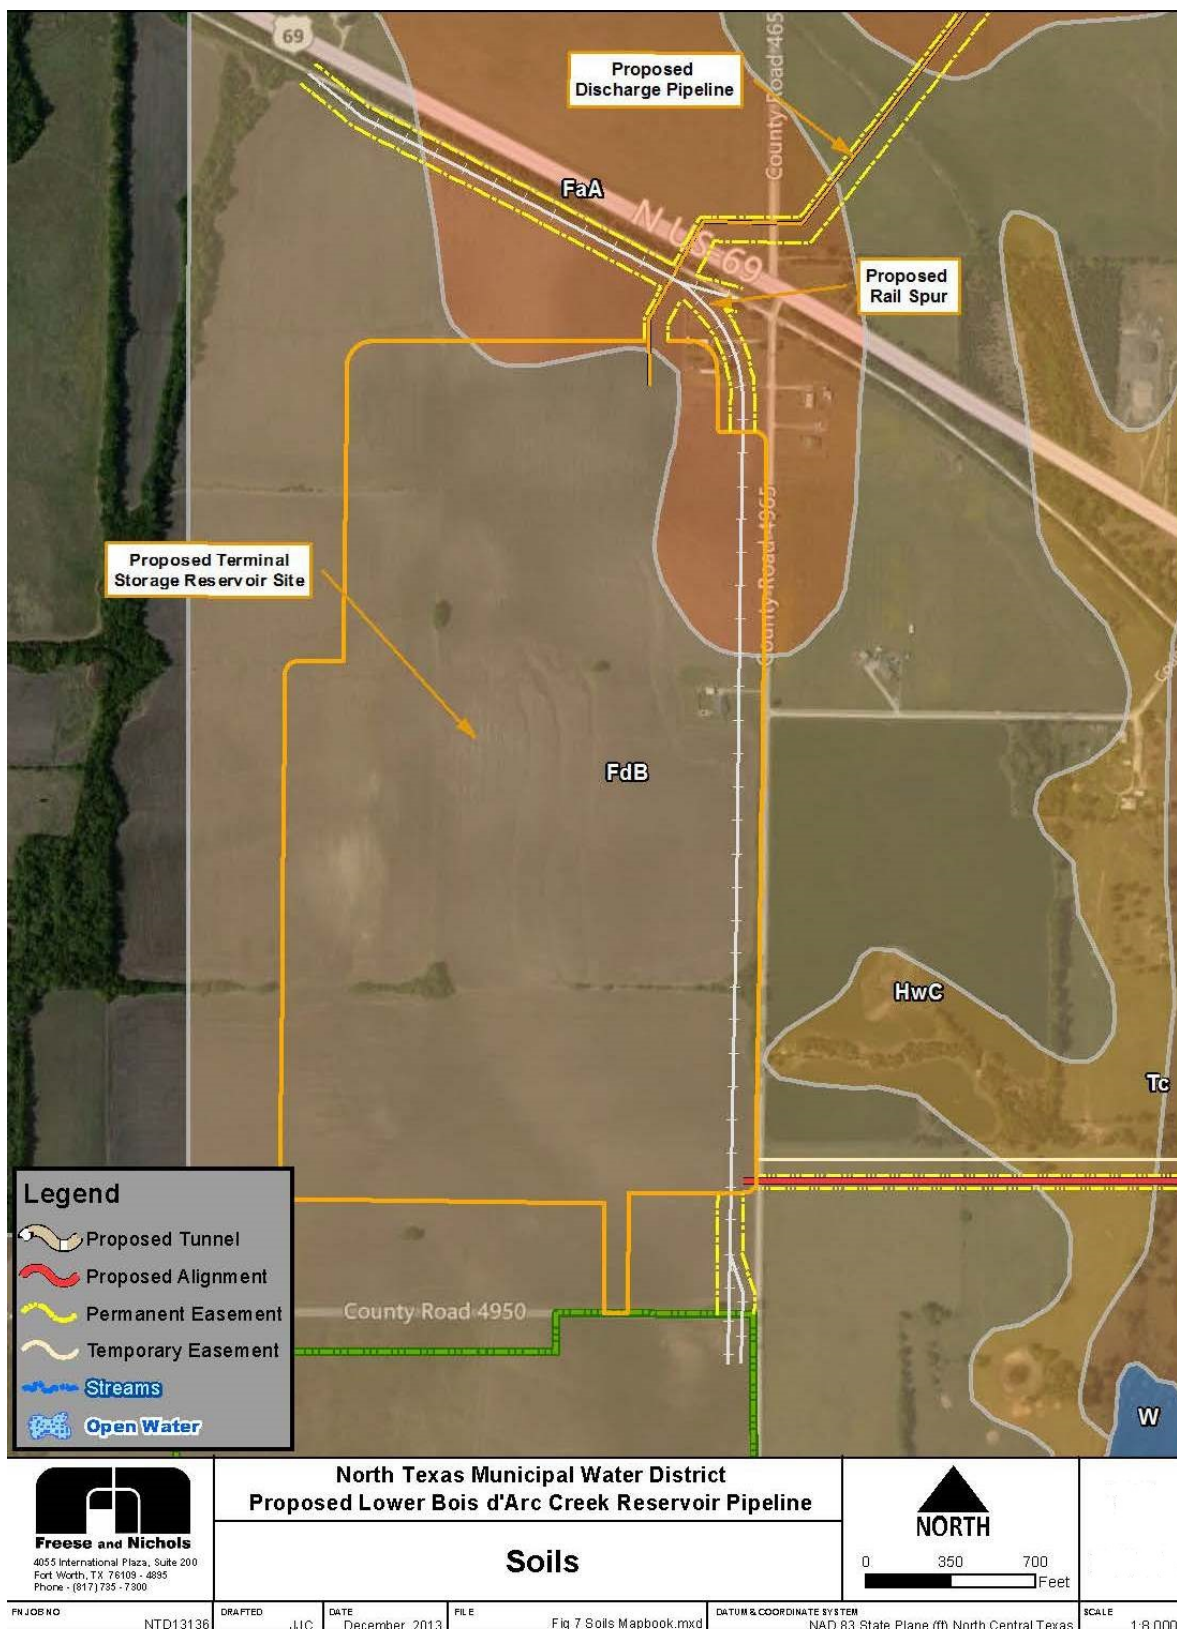 69
County Road 465
Proposed
Discharge Pipeline
FaA
N US-69
Proposed
Rail Spur
County Road 4965
Proposed Terminal
Storage Reservoir Site
FdB
HwC
Tc
Legend
Proposed Tunnel
Proposed Alignment
Permanent Easement
Temporary Easement
Streams
Open Water
County Road 4950
W
Freese and Nichols
4055 International Plaza, Suite 200
Fort Worth, TX 76109 - 4895
Phone - (817) 735 - 7300
North Texas Municipal Water District
Proposed Lower Bois d'Arc Creek Reservoir Pipeline
Soils
NORTH
0 350 700
Feet
FN JOB NO
NTD13136
DRAFTED
JJC
DATE
December, 2013
FILE
Fig 7 Soils Mapbook.mxd
DATUM & COORDINATE SYSTEM
NAD 83 State Plane (ft) North Central Texas
SCALE
1:8,000